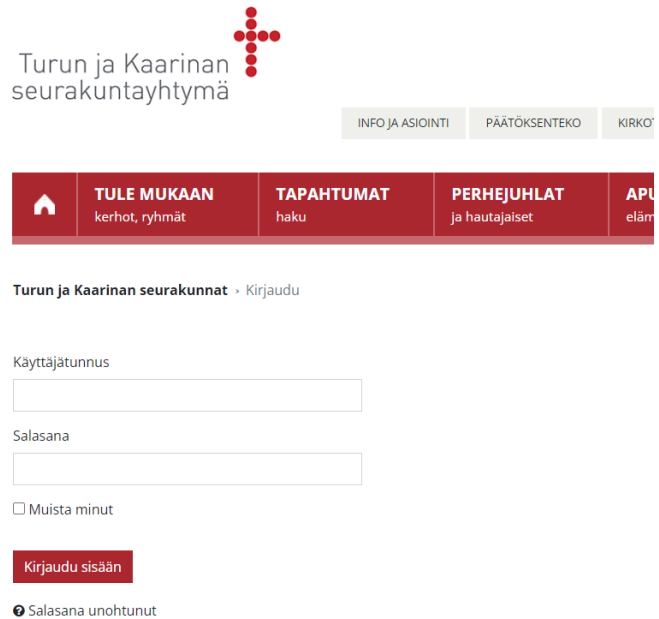 Turun ja Kaarinan
seurakuntayhtymä
INFO JA ASIOINTI PÄÄTÖKSENTEKO KIRKOT
TULE MUKAAN
kerhot, ryhmät
TAPAHTUMAT
haku
PERHEJUHLAT
ja hautajaiset
Turun ja Kaarinan seurakunnat › Kirjaudu
Käyttäjätunnus
Salasana
Muista minut
Kirjaudu sisään
Salasana unohtunut